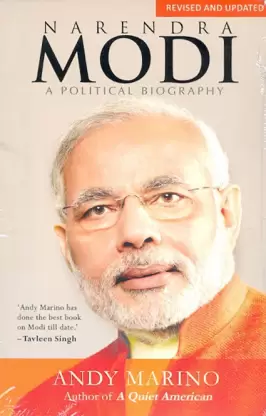 REVISED AND UPDATED
NARENDRA
MODI
A POLITICAL BIOGRAPHY
'Andy Marino has
done the best book
on Modi till date.'
–Tavleen Singh
ANDY MARINO
Author of A Quiet American